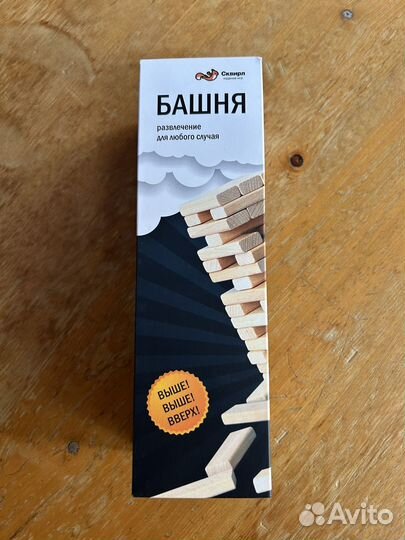 Сквирл
БАШНЯ
развлечение
для любого случая
ВЫШЕ!
ВЫШЕ!
ВВЕРХ!
Avito